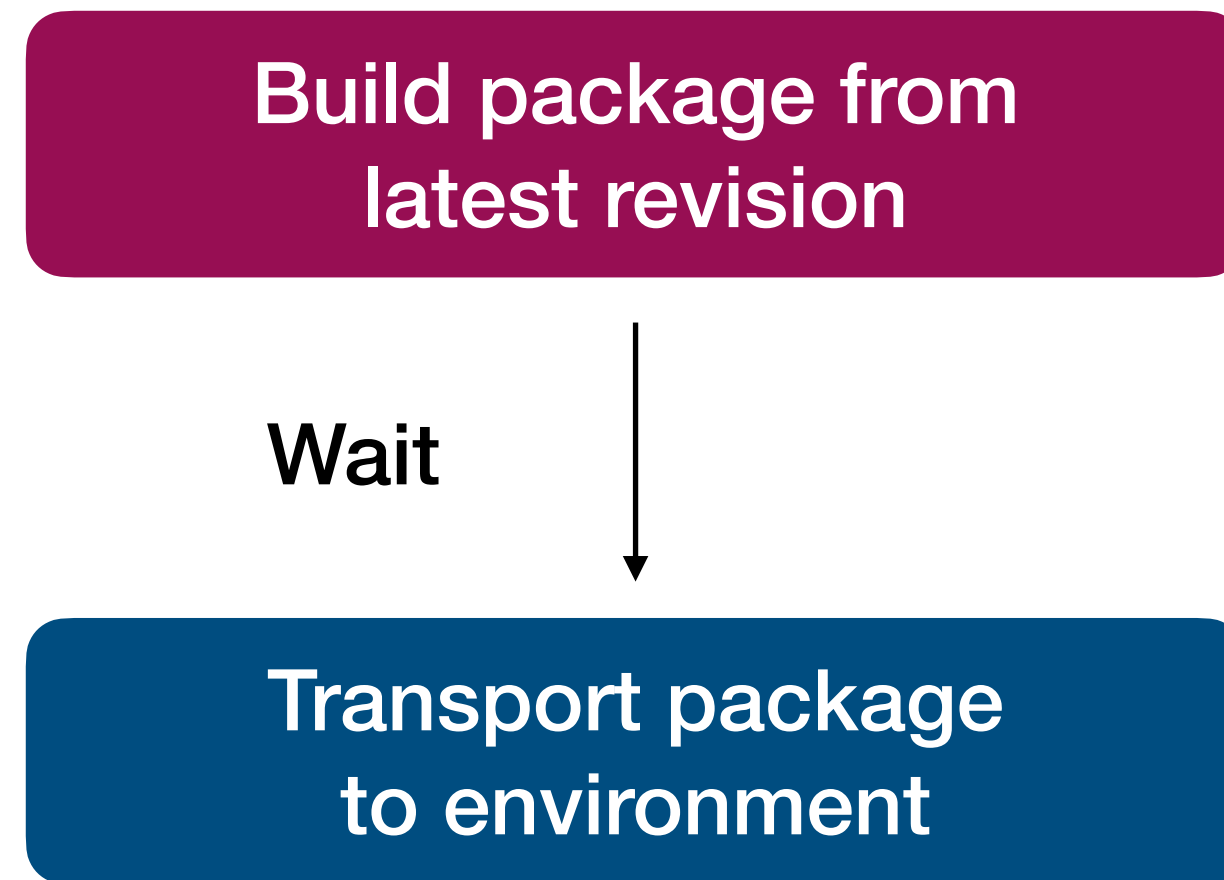 Build package from
latest revision
Wait
Transport package
to environment